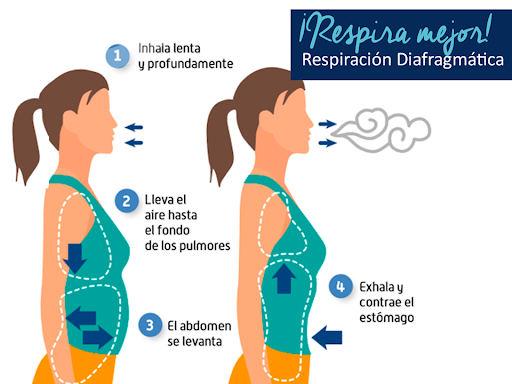 ¡Respira mejor!
Respiración Diafragmática
1
Inhala lenta
y profundamente
2
Lleva el
aire hasta
el fondo
de los pulmores
3
El abdomen
se levanta
4
Exhala y
contrae el
estómago